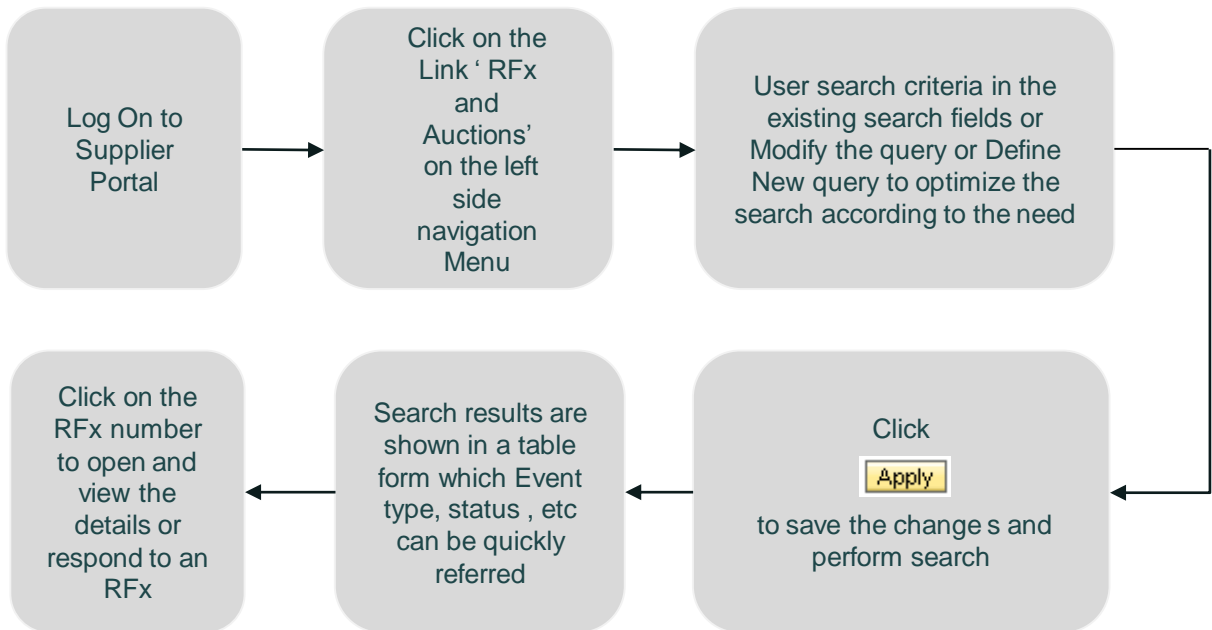 Log On to
Supplier
Portal
Click on the
Link ‘ RFx
and
Auctions’
on the left
side
navigation
Menu
User search criteria in the
existing search fields or
Modify the query or Define
New query to optimize the
search according to the need
Click
Apply
to save the change s and
perform search
Search results are
shown in a table
form which Event
type, status , etc
can be quickly
referred
Click on the
RFx number
to open and
view the
details or
respond to an
RFx